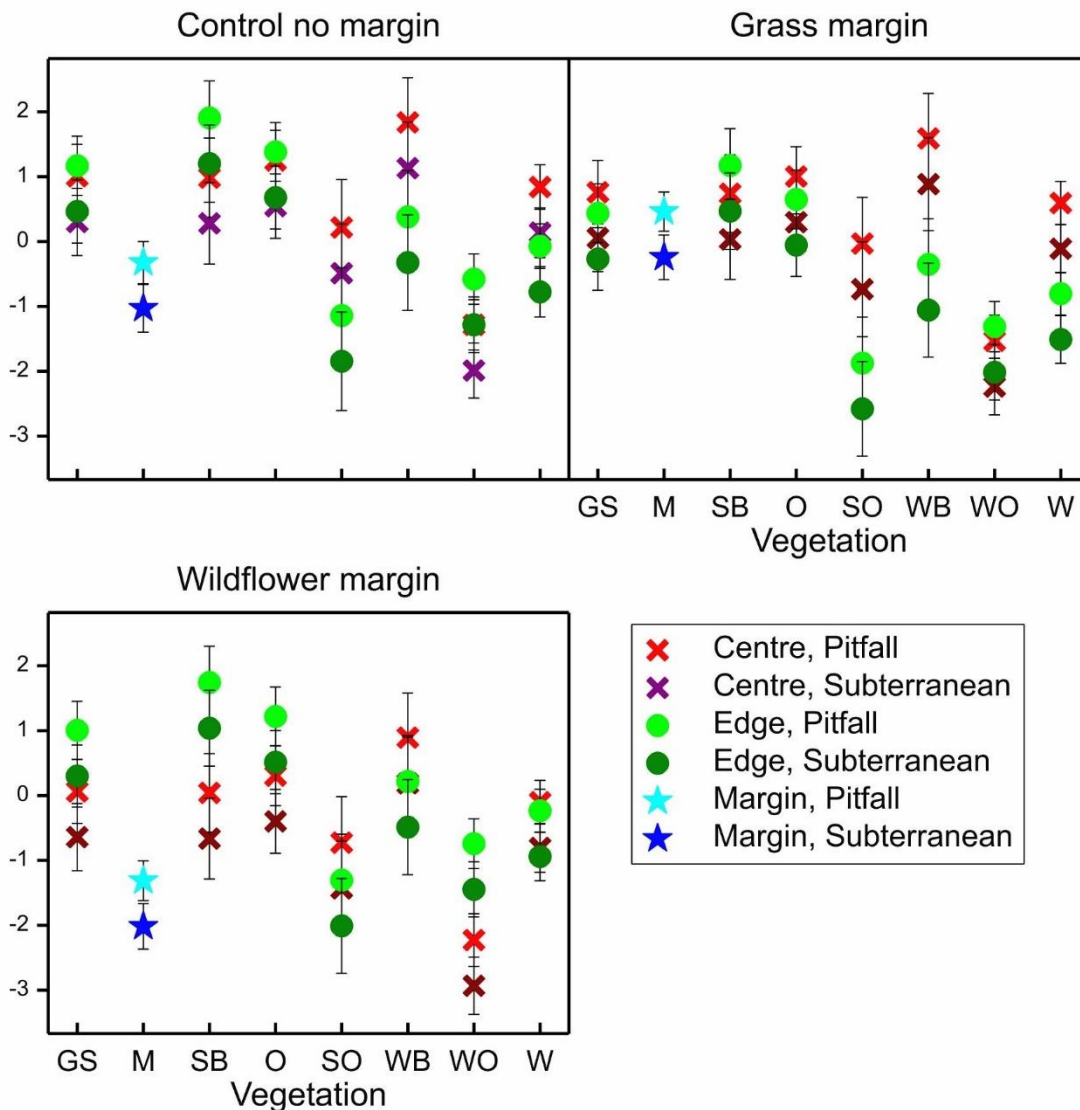 Control no margin
Grass margin
2
1
0
-1
-2
-3
GS M SB O SO WB WO W
Vegetation
Wildflower margin
2
1
0
-1
-2
-3
GS M SB O SO WB WO W
Vegetation
Centre, Pitfall
Centre, Subterranean
Edge, Pitfall
Edge, Subterranean
Margin, Pitfall
Margin, Subterranean